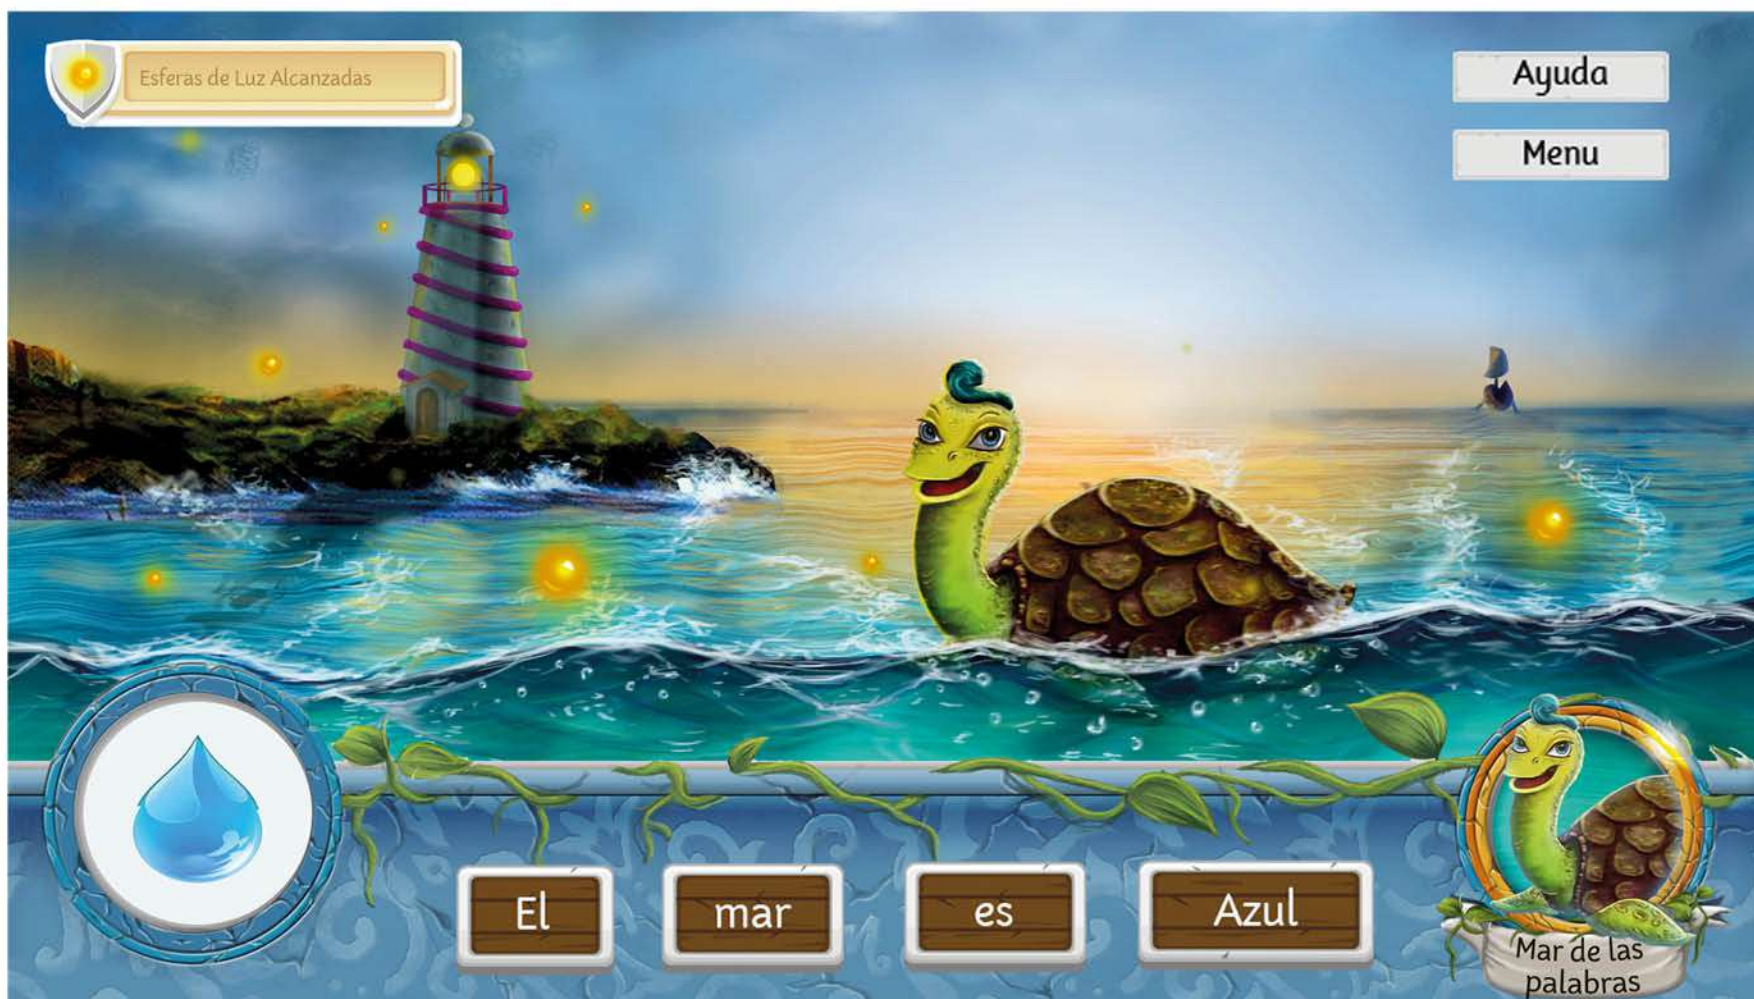 Esferas de Luz Alcanzadas
Ayuda
Menu
El mar es Azul
Mar de las
palabras